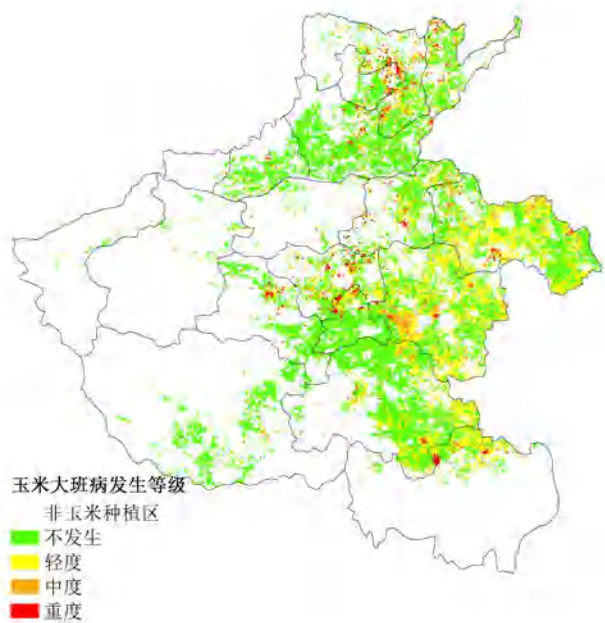 玉米大班病发生等级
非玉米种植区
不发生
轻度
中度
重度